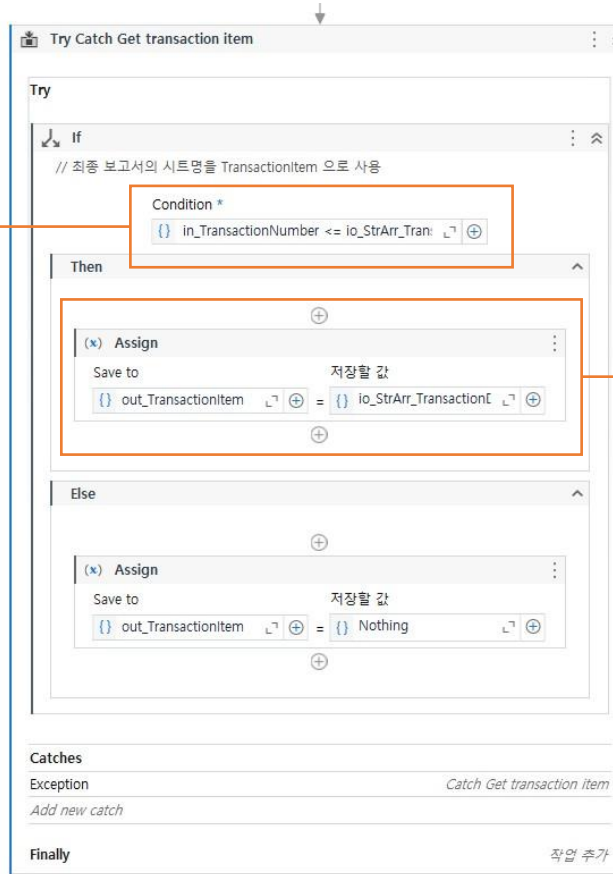 Try Catch Get transaction item
Try
If
// 최종 보고서의 시트명을 TransactionItem 으로 사용
Condition *
{} in_TransactionNumber <= io_StrArr_Tran:
Then
(x) Assign
Save to 저장할 값
{} out_TransactionItem = {} io_StrArr_TransactionD
Else
(x) Assign
Save to 저장할 값
{} out_TransactionItem = {} Nothing
Catches
Exception Catch Get transaction item
Add new catch
Finally 작업 추가